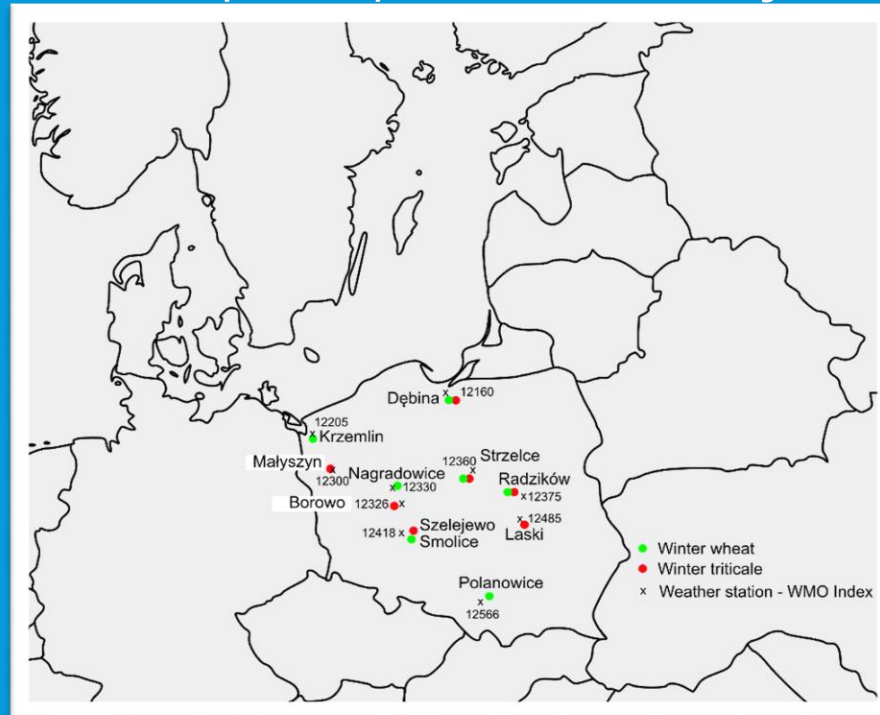 Dębina
12160
12205
Krzemlin
Małyszyn
12300
Nagradowice
12330
12360
Strzelce
Radzików
12375
Borowo
12326
12485
Laski
12418
Szelejewo
Smolice
Polanowice
12566
Winter wheat
Winter triticale
x Weather station - WMO Index